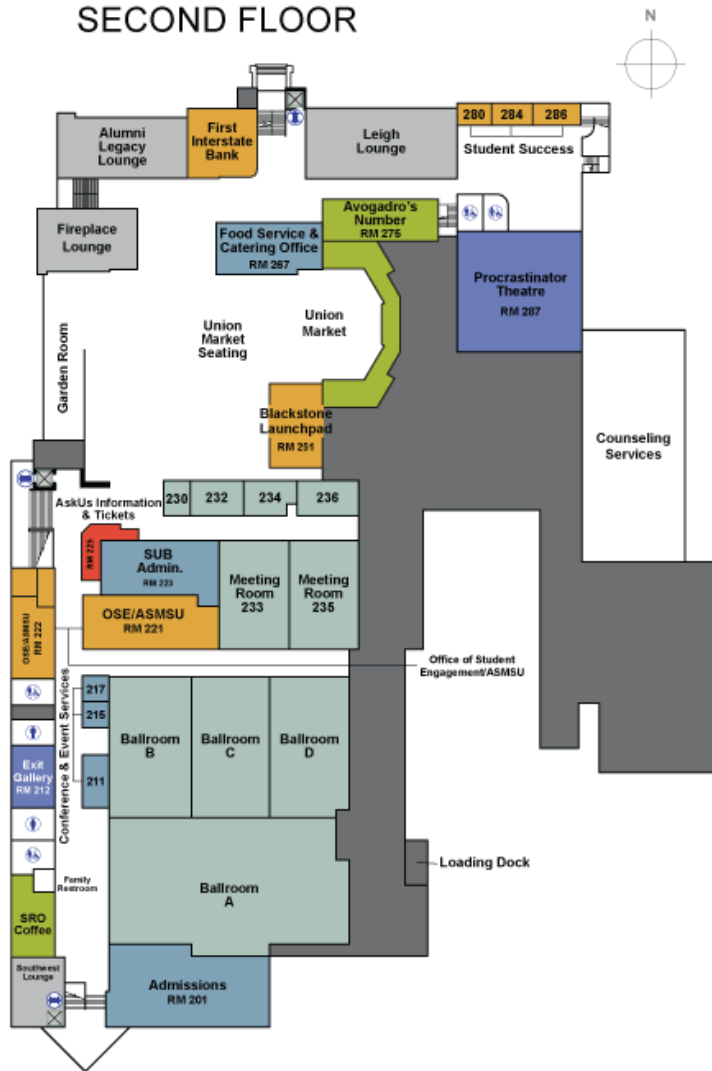 SECOND FLOOR
N
Alumni
Legacy
Lounge
First
Interstate
Bank
Leigh
Lounge
280
284
286
Student Success
Fireplace
Lounge
Food Service &
Catering Office
RM 267
Avogadro's
Number
RM 275
Procrastinator
Theatre
RM 287
Garden Room
Union
Market
Seating
Union
Market
Blackstone
Launchpad
RM 251
Counseling
Services
AskUs Information
& Tickets
230
232
234
236
RM 225
SUB
Admin.
RM 223
Meeting
Room
233
Meeting
Room
235
OSE/ASMSU
RM 221
OSE/ASMSU
RM 222
Office of Student
Engagement/ASMSU
Conference & Event Services
217
215
211
Ballroom
B
Ballroom
C
Ballroom
D
Exit
Gallery
RM 212
Family
Restroom
Ballroom
A
Loading Dock
SRO
Coffee
Southwest
Lounge
Admissions
RM 201